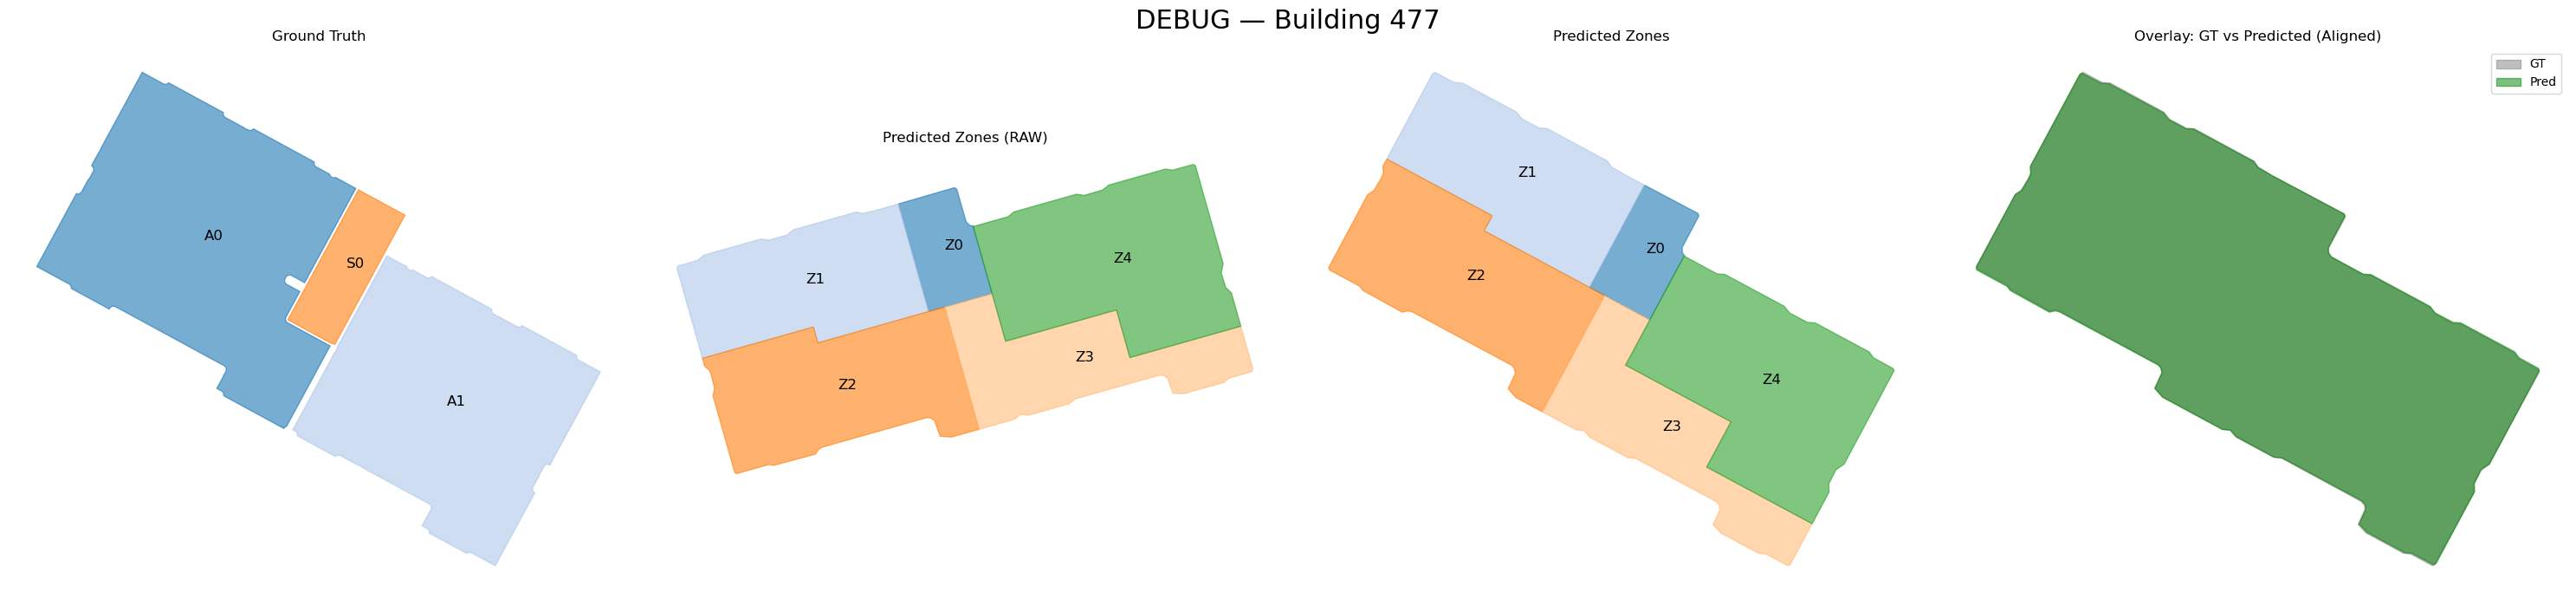 DEBUG — Building 477
Ground Truth
A0
S0
A1
Predicted Zones (RAW)
Z0
Z1
Z4
Z2
Z3
Predicted Zones
Z1
Z0
Z2
Z4
Z3
Overlay: GT vs Predicted (Aligned)
GT
Pred